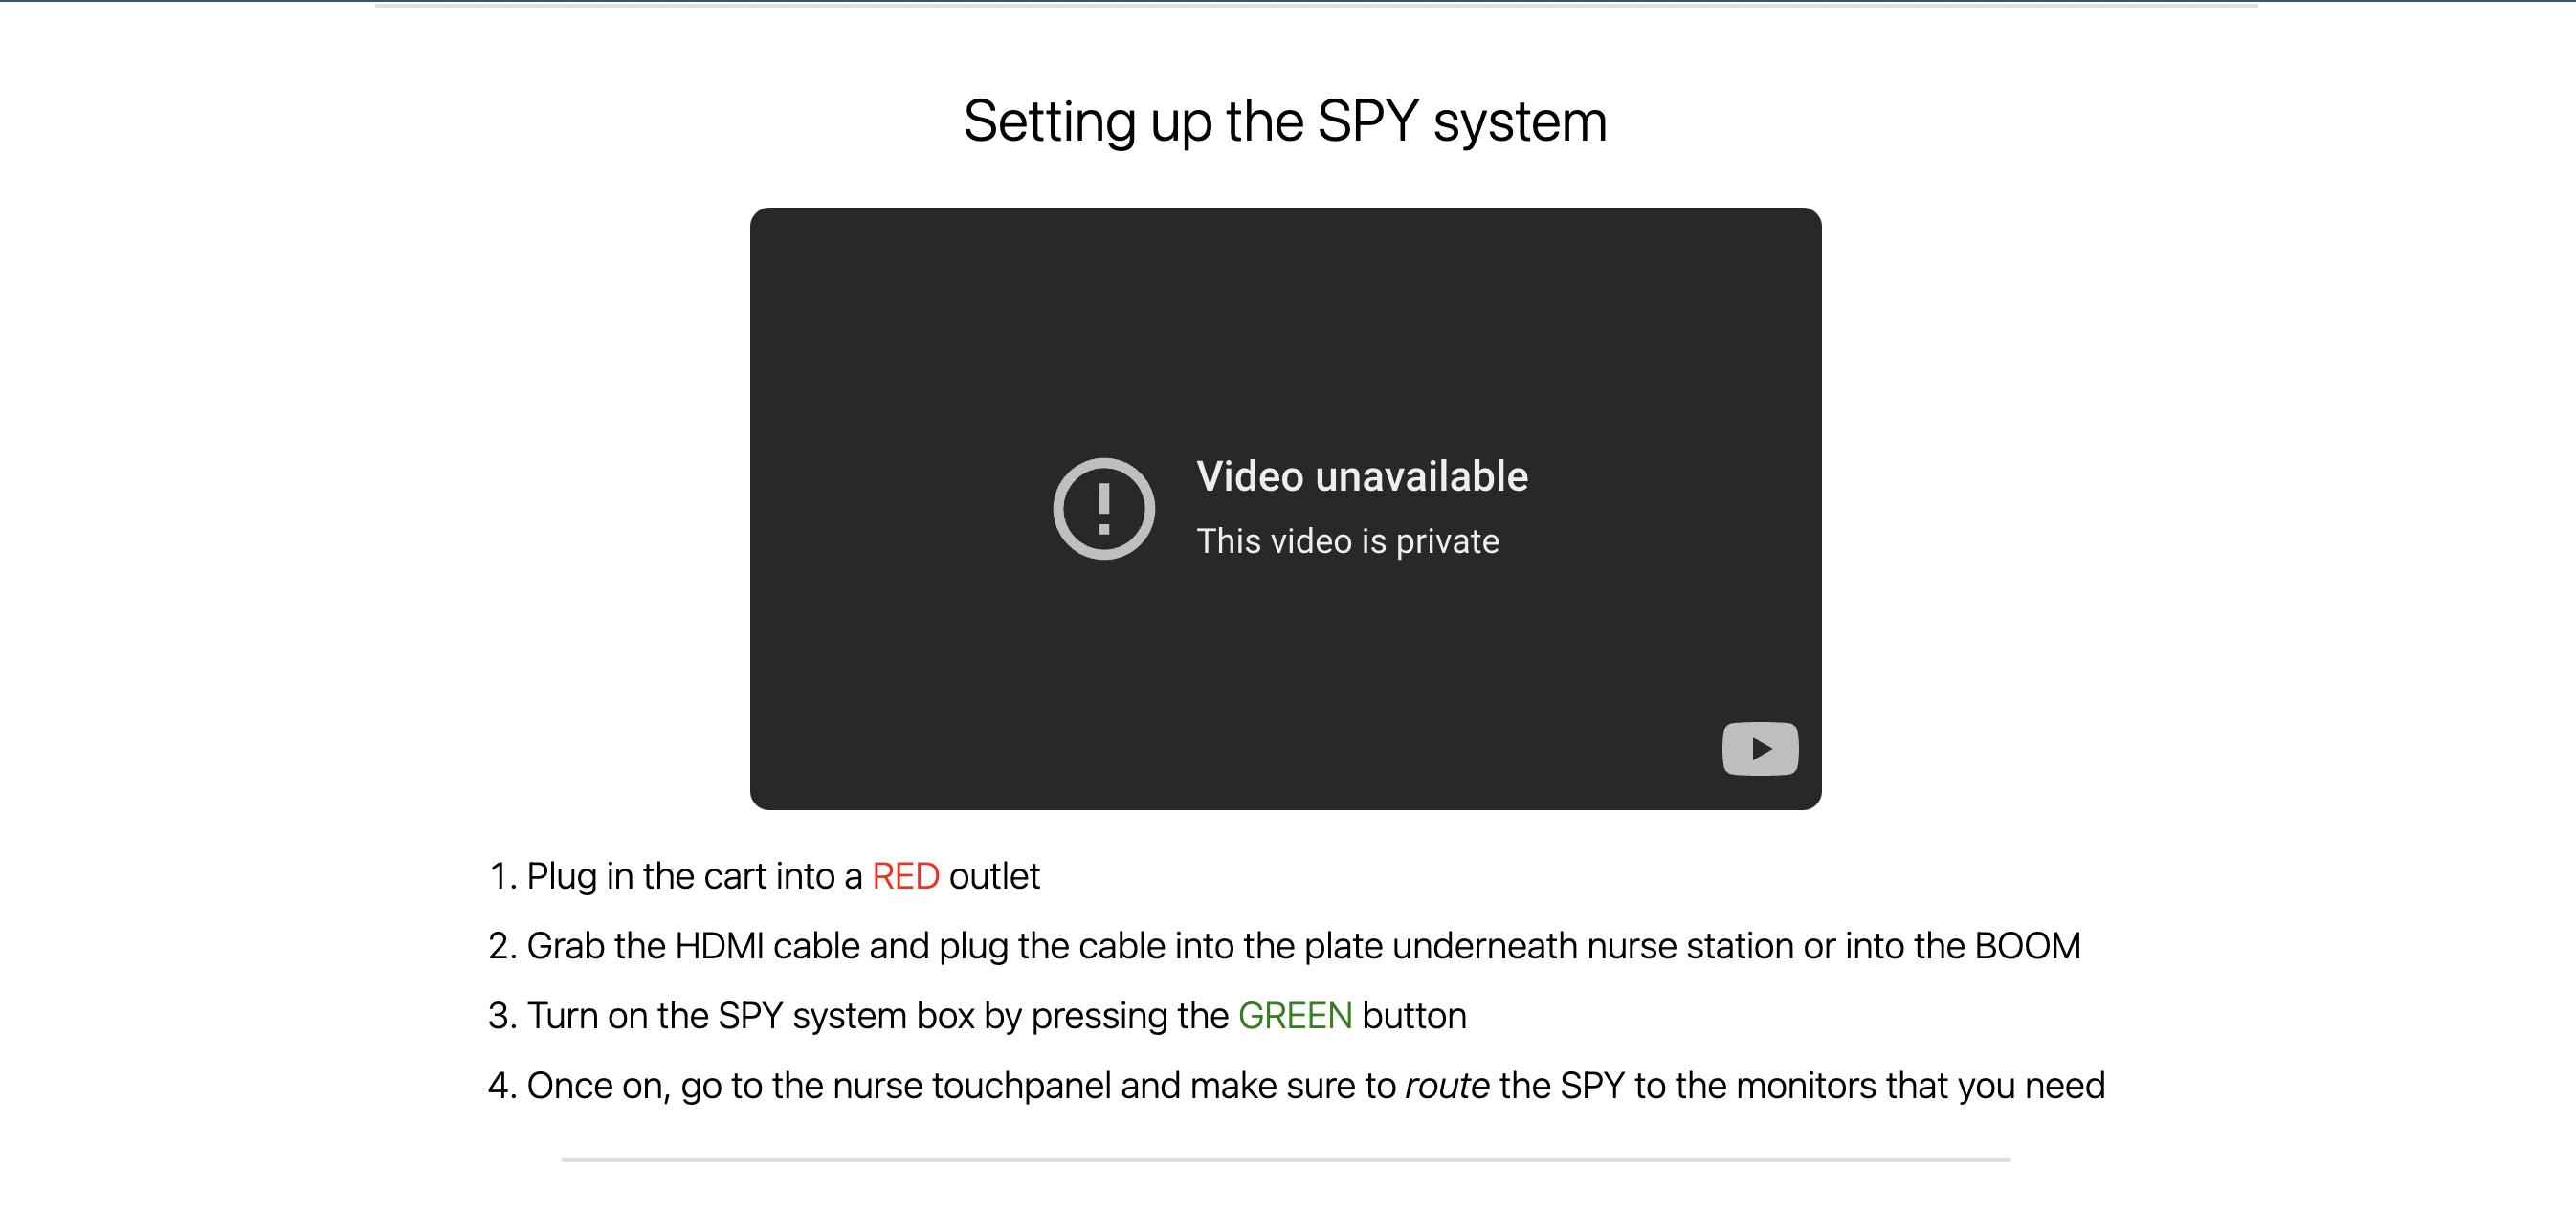 Setting up the SPY system
Video unavailable
This video is private
1. Plug in the cart into a RED outlet
2. Grab the HDMI cable and plug the cable into the plate underneath nurse station or into the BOOM
3. Turn on the SPY system box by pressing the GREEN button
4. Once on, go to the nurse touchpanel and make sure to route the SPY to the monitors that you need